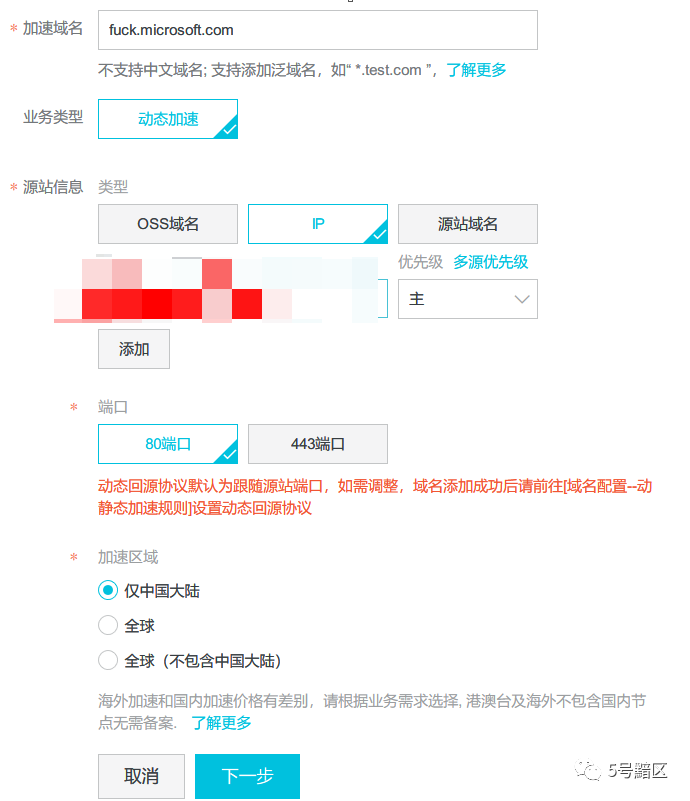 * 加速域名 fuck.microsoft.com
不支持中文域名; 支持添加泛域名，如“ *.test.com ”，了解更多
业务类型 动态加速
* 源站信息 类型
OSS域名 IP 源站域名
优先级 多源优先级
主
添加
* 端口
80端口 443端口
动态回源协议默认为跟随源站端口，如需调整，域名添加成功后请前往[域名配置--动
静态加速规则]设置动态回源协议
* 加速区域
仅中国大陆
全球
全球（不包含中国大陆）
海外加速和国内加速价格有差别，请根据业务需求选择, 港澳台及海外不包含国内节
点无需备案. 了解更多
取消 下一步
5号黯区